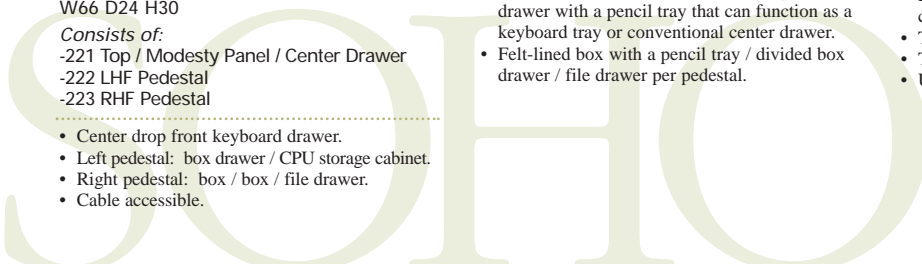 W66 D24 H30
Consists of:
-221 Top / Modesty Panel / Center Drawer
-222 LHF Pedestal
-223 RHF Pedestal
• Center drop front keyboard drawer.
• Left pedestal: box drawer / CPU storage cabinet.
• Right pedestal: box / box / file drawer.
• Cable accessible.
drawer with a pencil tray that can function as a
keyboard tray or conventional center drawer.
• Felt-lined box with a pencil tray / divided box
drawer / file drawer per pedestal.
SOHO